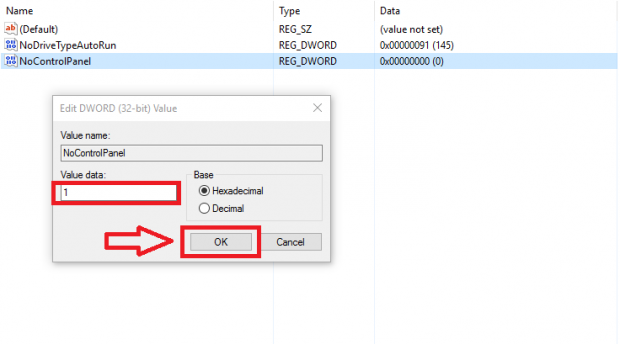 Name Type Data
(Default) REG_SZ (value not set)
NoDriveTypeAutoRun REG_DWORD 0x00000091 (145)
NoControlPanel REG_DWORD 0x00000000 (0)
Edit DWORD (32-bit) Value
Value name:
NoControlPanel
Value data: Base
1 Hexadecimal
Decimal
OK Cancel